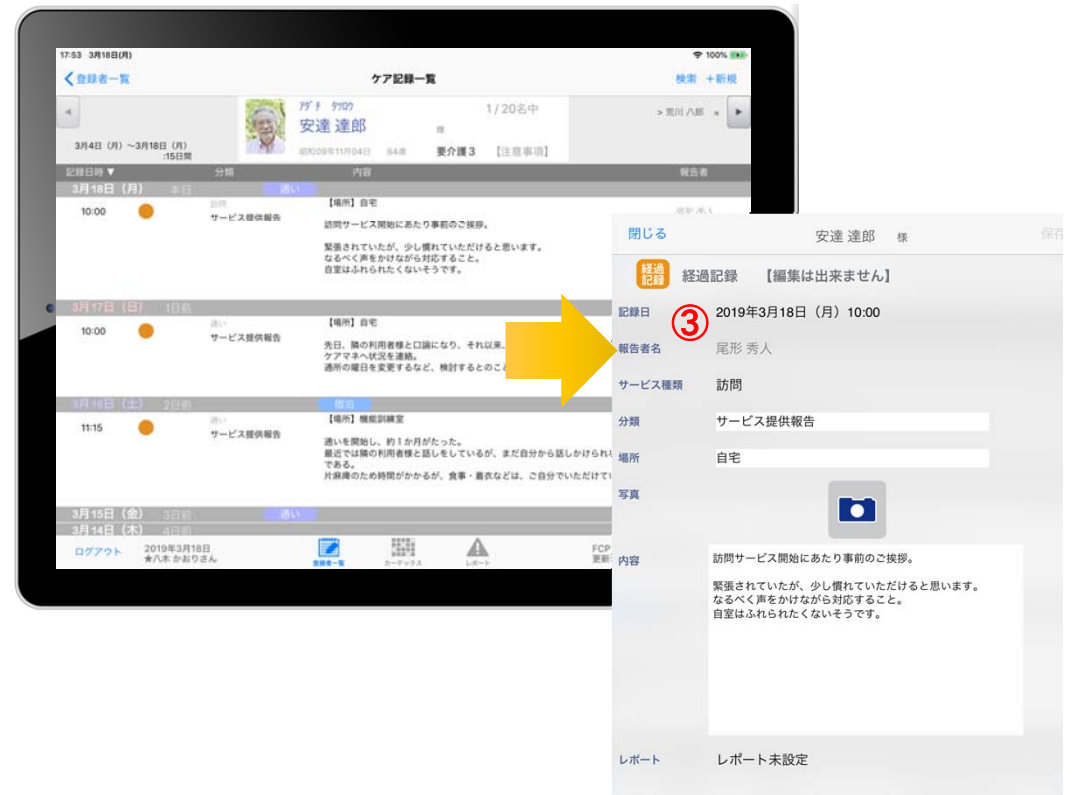 17:53 3月18日(月)
100%
登録者一覧
ケア記録一覧
検索 +新規
ｱﾀﾞﾁ ﾀﾂﾛｳ
1/20名中
安達 達郎
様
> 荒川 八郎
3月4日（月）～3月18日（月）
:15日間
昭和09年11月04日 84歳 要介護3 【注意事項】
記録日時▼ 分類 内容 報告者
3月18日（月） 本日 通い
10:00
訪問
サービス提供報告
【場所】自宅
訪問サービス開始にあたり事前のご挨拶。
緊張されていたが、少し慣れていただけると思います。
なるべく声をかけながら対応すること。
自室はふれられたくないそうです。
3月17日（日） 1日前
10:00
通い
サービス提供報告
【場所】自宅
先日、隣の利用者様と口論になり、それ以来、
ケアマネへ状況を連絡。
通所の曜日を変更するなど、検討するとのこと
3月16日（土） 2日前 宿泊
11:15
通い
サービス提供報告
【場所】機能訓練室
通いを開始し、約１か月がたった。
最近では隣の利用者様と話しをしているが、まだ自分から話しかけられ
である。
片麻痺のため時間がかかるが、食事・着衣などは、ご自分でいただけてい
3月15日（金） 3日前 通い
3月14日（木） 4日前
ログアウト
2019年3月18日
★八木 かおりさん
登録者一覧
カーデックス
レポート
FCP
更新
閉じる
安達 達郎 様
保存
経過
記録
経過記録 【編集は出来ません】
記録日 2019年3月18日（月）10:00
③
報告者名 尾形 秀人
サービス種類 訪問
分類 サービス提供報告
場所 自宅
写真
内容
訪問サービス開始にあたり事前のご挨拶。
緊張されていたが、少し慣れていただけると思います。
なるべく声をかけながら対応すること。
自室はふれられたくないそうです。
レポート レポート未設定